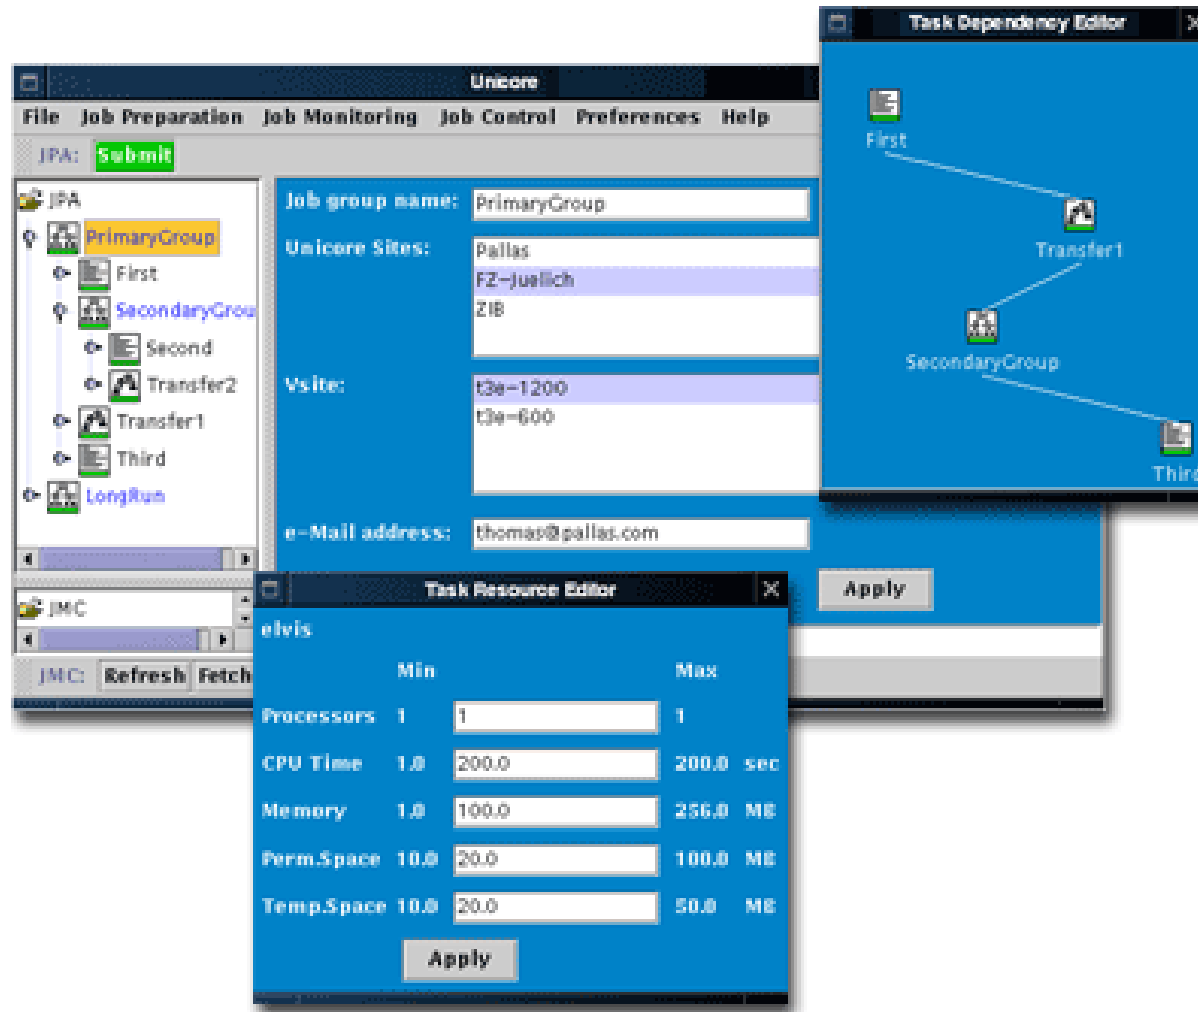 Task Dependency Editor
First
Transfer1
SecondaryGroup
Third
Unicore
File Job Preparation Job Monitoring Job Control Preferences Help
JPA: Submit
JPA
PrimaryGroup
First
SecondaryGrou
Second
Transfer2
Transfer1
Third
LongRun
Job group name: PrimaryGroup
Unicore Sites: Pallas
FZ-Juelich
ZIB
Vsite: t3e-1200
t3e-600
e-Mail address: thomas@pallas.com
Apply
JMC
JMC: Refresh Fetch
Task Resource Editor
elvis
Min Max
Processors 1 1 1
CPU Time 1.0 200.0 200.0 sec
Memory 1.0 100.0 256.0 MB
Perm.Space 10.0 20.0 100.0 MB
Temp.Space 10.0 20.0 50.0 MB
Apply